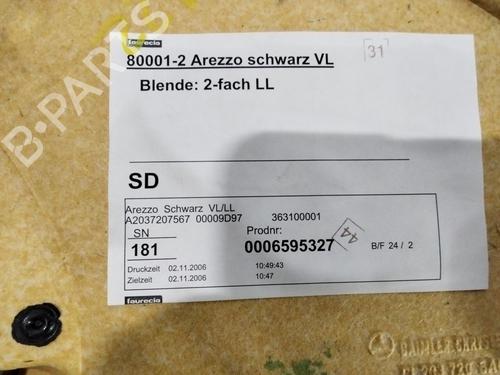 B-PARTS
faurecia
31
80001-2 Arezzo schwarz VL
Blende: 2-fach LL
SD
Arezzo Schwarz VL/LL
A2037207567 00009D97 363100001
SN Prodnr:
181 0006595327 44 B/F 24 / 2
Druckzeit 02.11.2006 10:49:43
Zielzeit 02.11.2006 10:47
faurecia
DAIMLER CHRYS